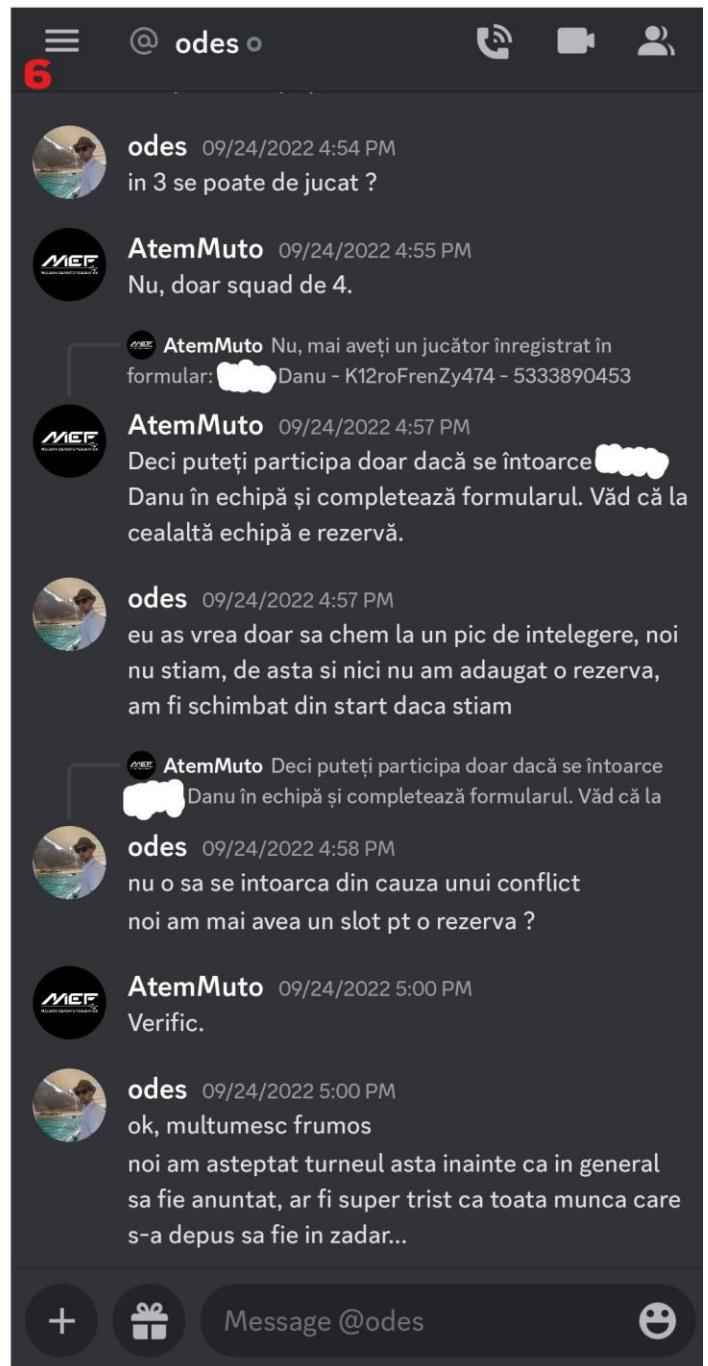 @ odes
6
odes 09/24/2022 4:54 PM
in 3 se poate de jucat ?
MEF
AtemMuto 09/24/2022 4:55 PM
Nu, doar squad de 4.
AtemMuto Nu, mai aveți un jucător înregistrat în
formular: Danu - K12roFrenZy474 - 5333890453
MEF
AtemMuto 09/24/2022 4:57 PM
Deci puteți participa doar dacă se întoarce
Danu în echipă și completează formularul. Văd că la
cealaltă echipă e rezervă.
odes 09/24/2022 4:57 PM
eu as vrea doar sa chem la un pic de intelegere, noi
nu stiam, de asta si nici nu am adaugat o rezerva,
am fi schimbat din start daca stiam
AtemMuto Deci puteți participa doar dacă se întoarce
Danu în echipă și completează formularul. Văd că la
odes 09/24/2022 4:58 PM
nu o sa se intoarca din cauza unui conflict
noi am mai avea un slot pt o rezerva ?
MEF
AtemMuto 09/24/2022 5:00 PM
Verific.
odes 09/24/2022 5:00 PM
ok, multumesc frumos
noi am asteptat turneul asta inainte ca in general
sa fie anuntat, ar fi super trist ca toata munca care
s-a depus sa fie in zadar...
Message @odes